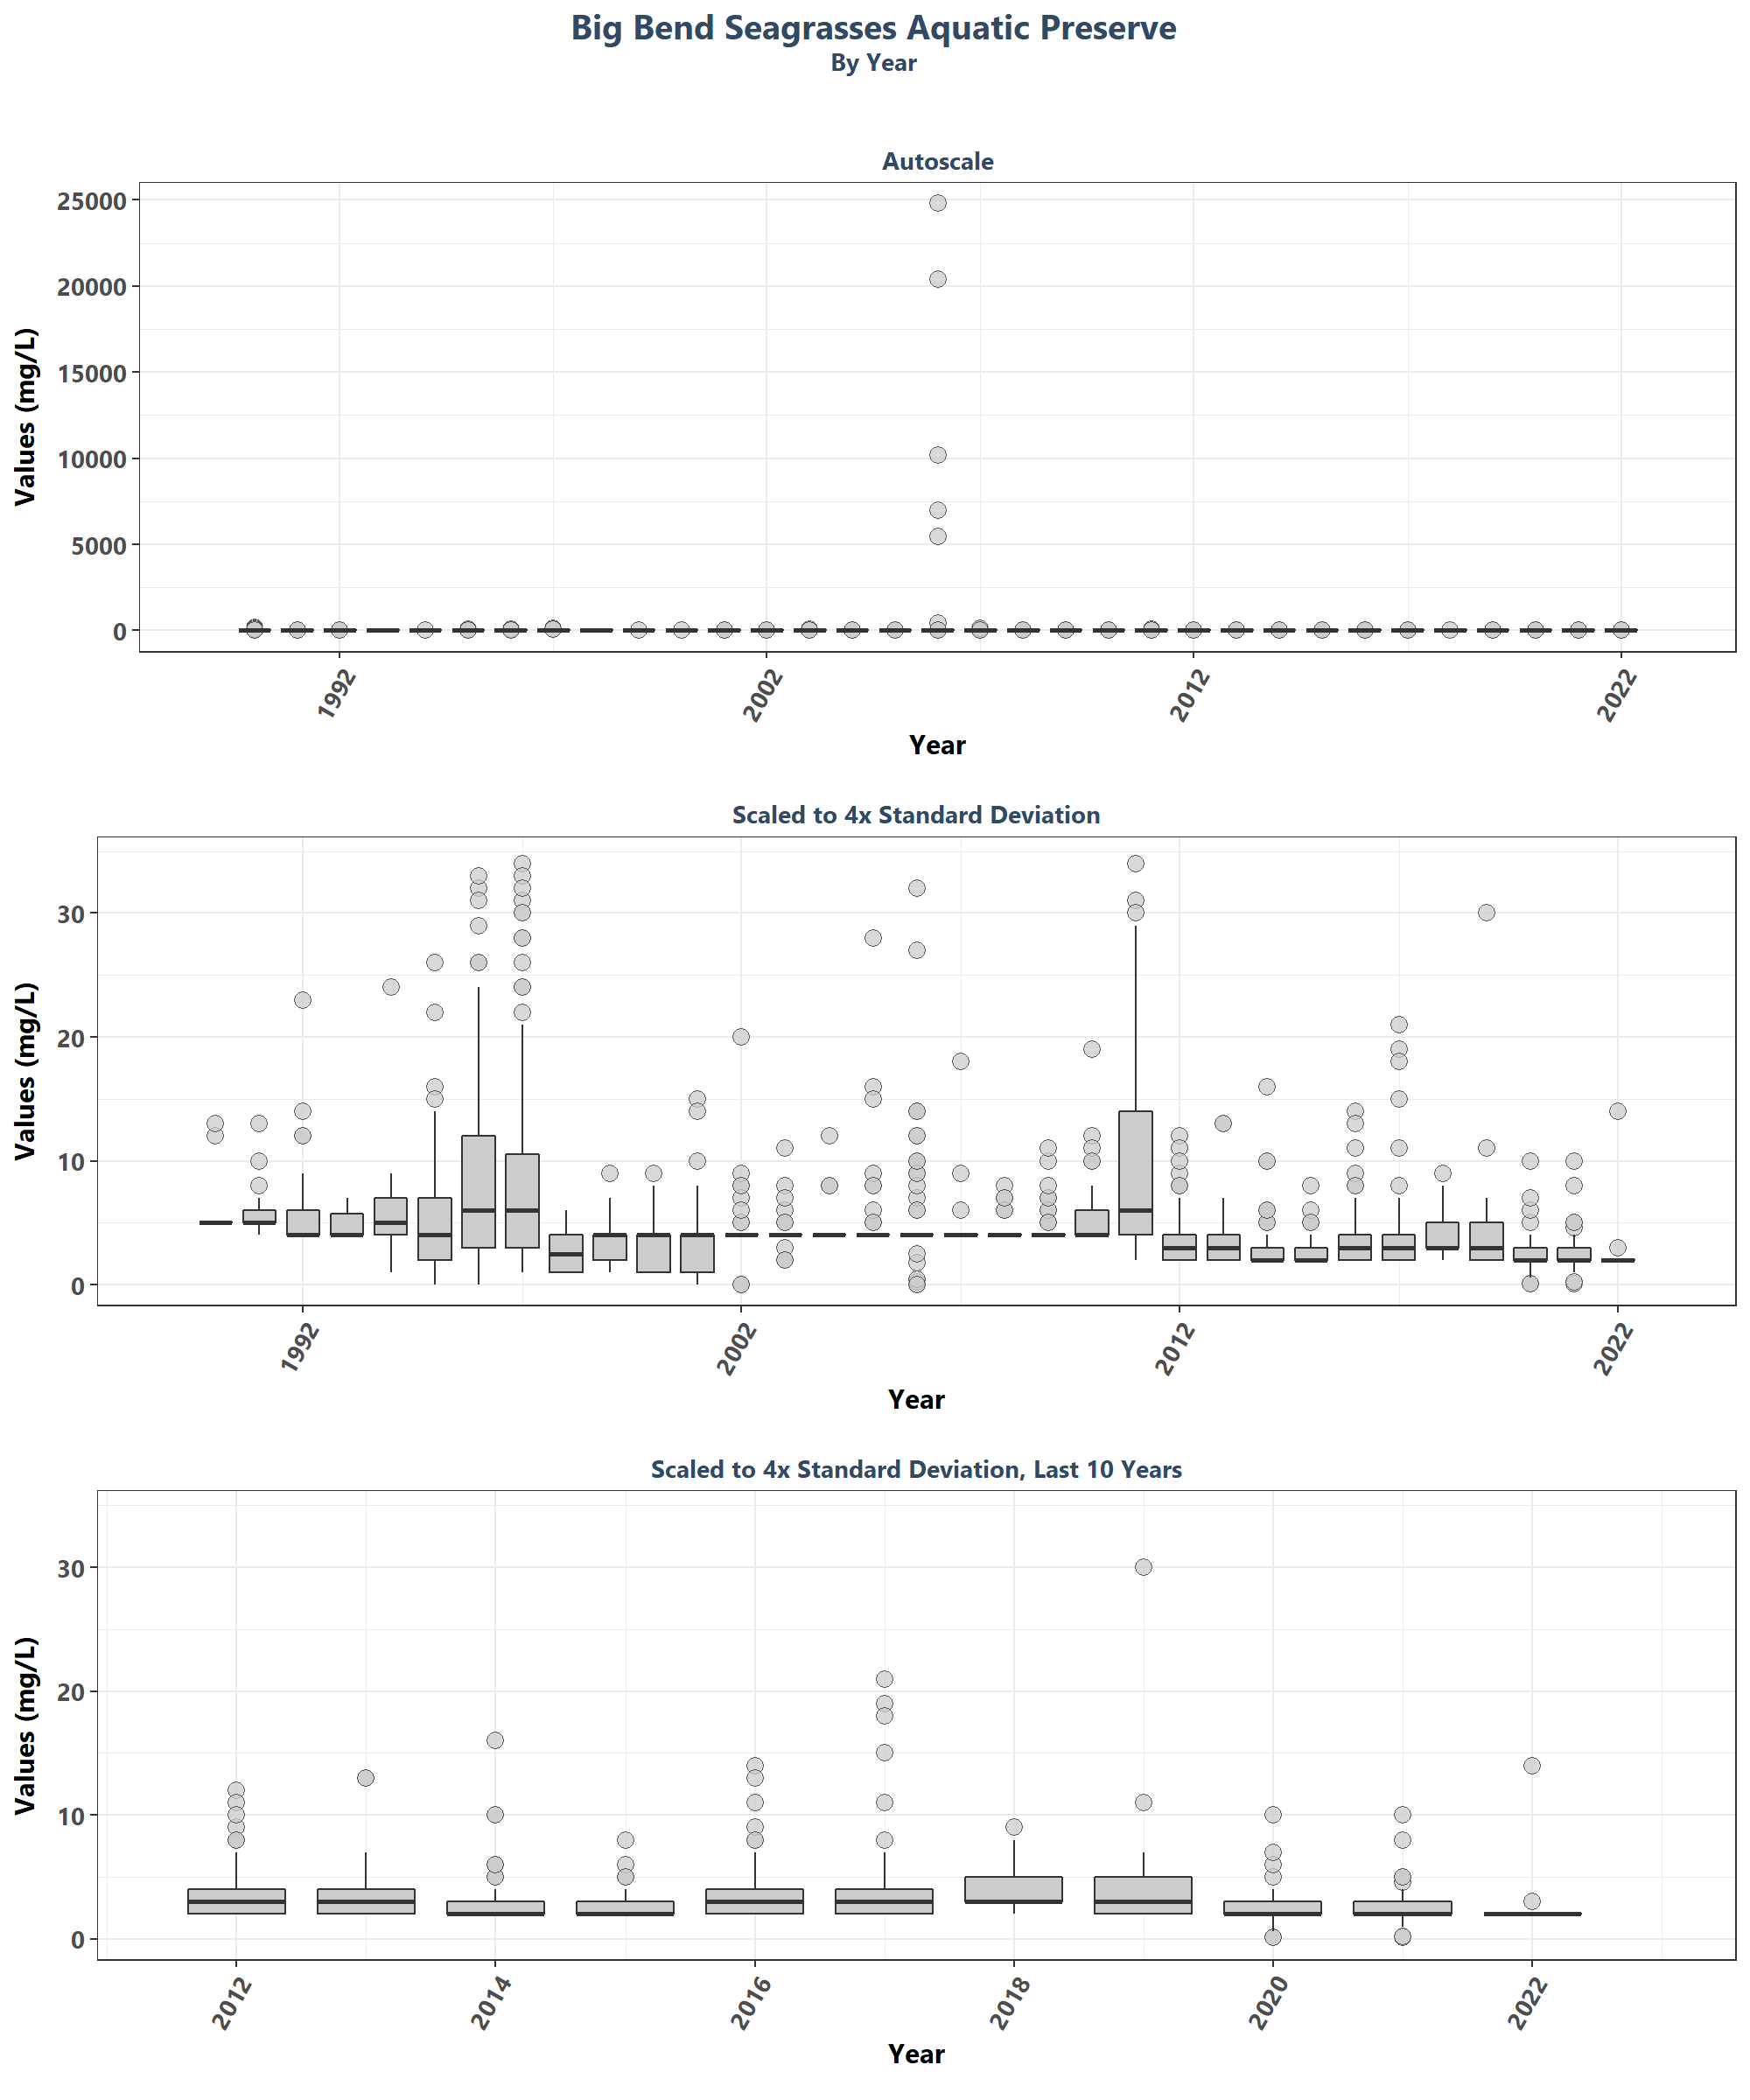 Big Bend Seagrasses Aquatic Preserve
By Year
Autoscale
Values (mg/L)
25000
20000
15000
10000
5000
0
1992
2002
2012
2022
Year
Scaled to 4x Standard Deviation
Values (mg/L)
30
20
10
0
1992
2002
2012
2022
Year
Scaled to 4x Standard Deviation, Last 10 Years
Values (mg/L)
30
20
10
0
2012
2014
2016
2018
2020
2022
Year